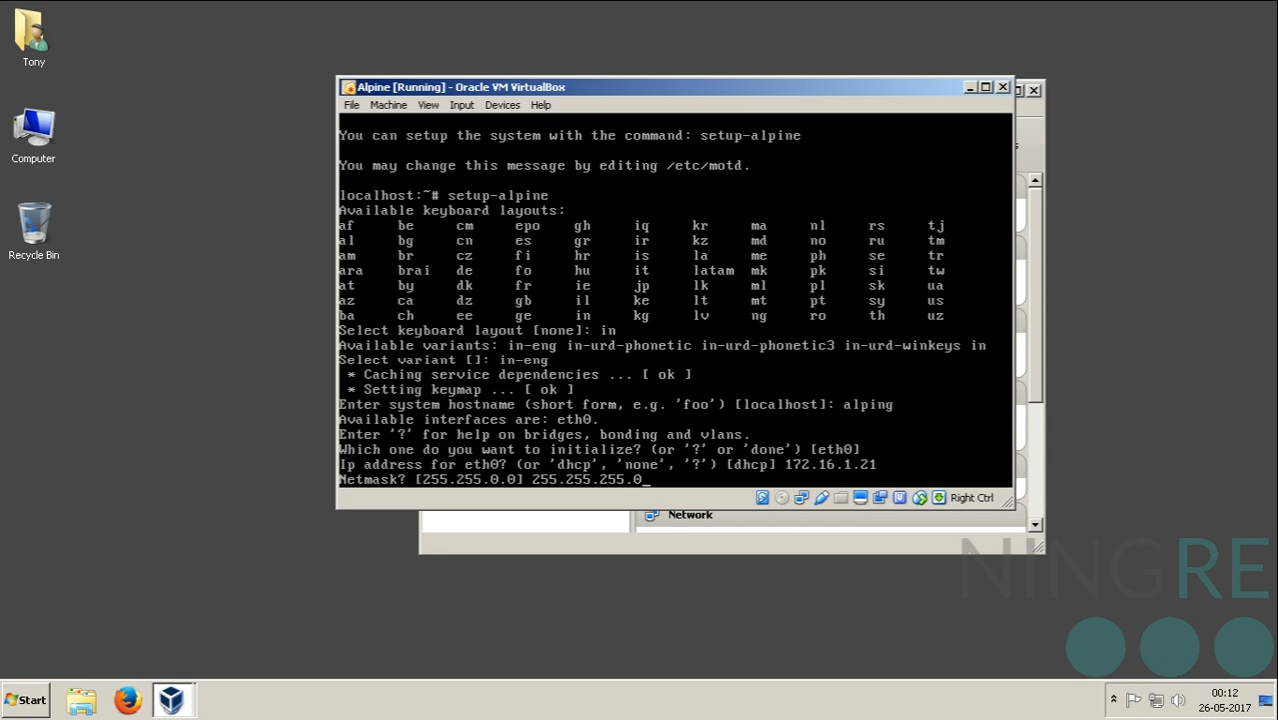 Tony
Computer
Recycle Bin
Alpine [Running] - Oracle VM VirtualBox
File Machine View Input Devices Help
You can setup the system with the command: setup-alpine
You may change this message by editing /etc/motd.
localhost:~# setup-alpine
Available keyboard layouts:
af be cm epo gh iq kr ma nl rs tj
al bg cn es gr ir kz md no ru tm
am br cz fi hr is la me ph se tr
ara brai de fo hu it latam mk pk si tw
at by dk fr ie jp lk ml pl sk ua
az ca dz gb il ke lt mt pt sy us
ba ch ee ge in kg lv ng ro th uz
Select keyboard layout [none]: in
Available variants: in-eng in-urd-phonetic in-urd-phonetic3 in-urd-winkeys in
Select variant []: in-eng
* Caching service dependencies ... [ ok ]
* Setting keymap ... [ ok ]
Enter system hostname (short form, e.g. 'foo') [localhost]: alping
Available interfaces are: eth0.
Enter '?' for help on bridges, bonding and vlans.
Which one do you want to initialize? (or '?' or 'done') [eth0]
Ip address for eth0? (or 'dhcp', 'none', '?') [dhcp] 172.16.1.21
Netmask? [255.255.0.0] 255.255.255.0_
Right Ctrl
Network
NINGRE
Start
00:12
26-05-2017